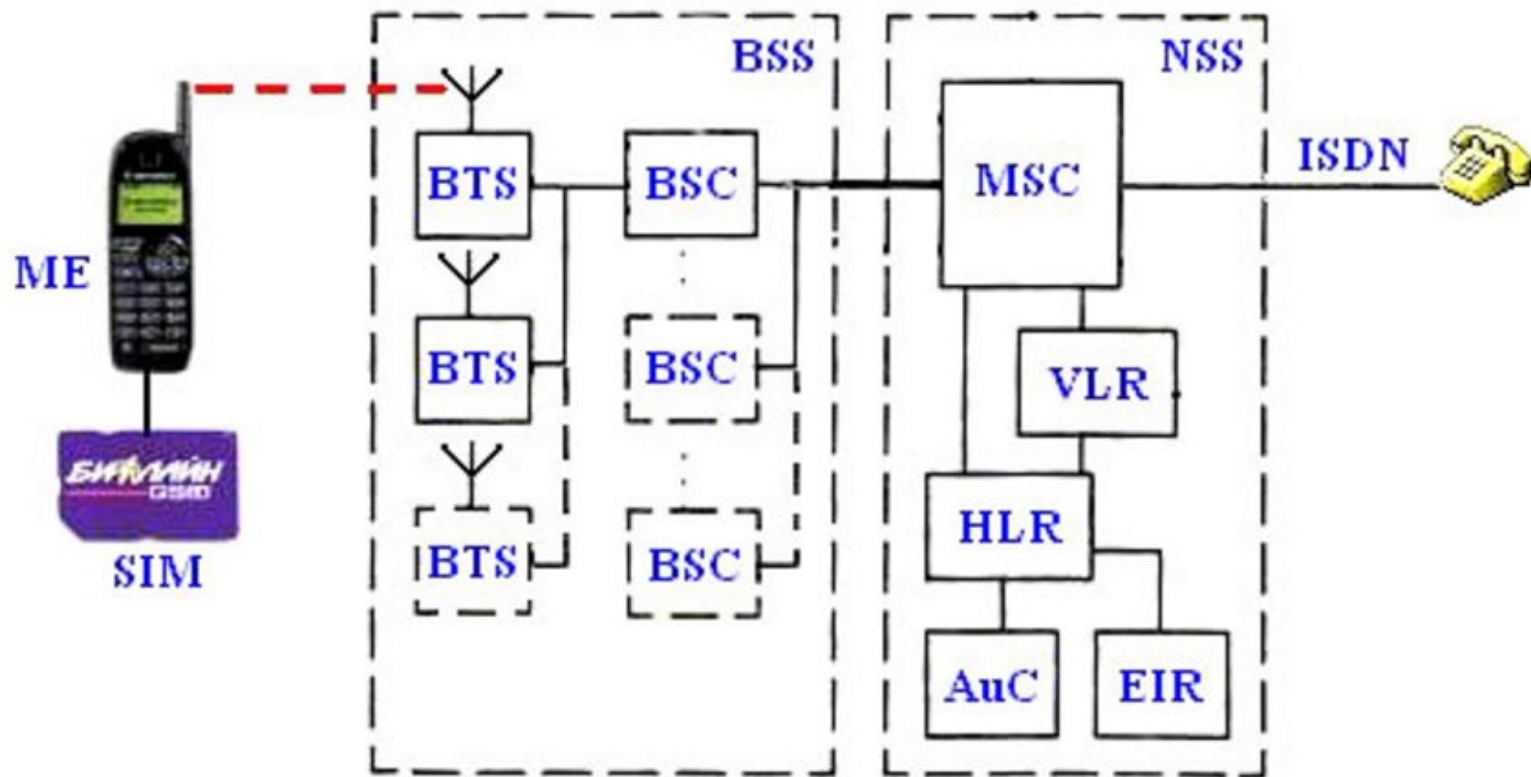 BSS
NSS
BTS
BSC
MSC
ISDN
ME
BTS
BSC
VLR
БИЛАЙН
GSM
SIM
BTS
BSC
HLR
AuC
EIR